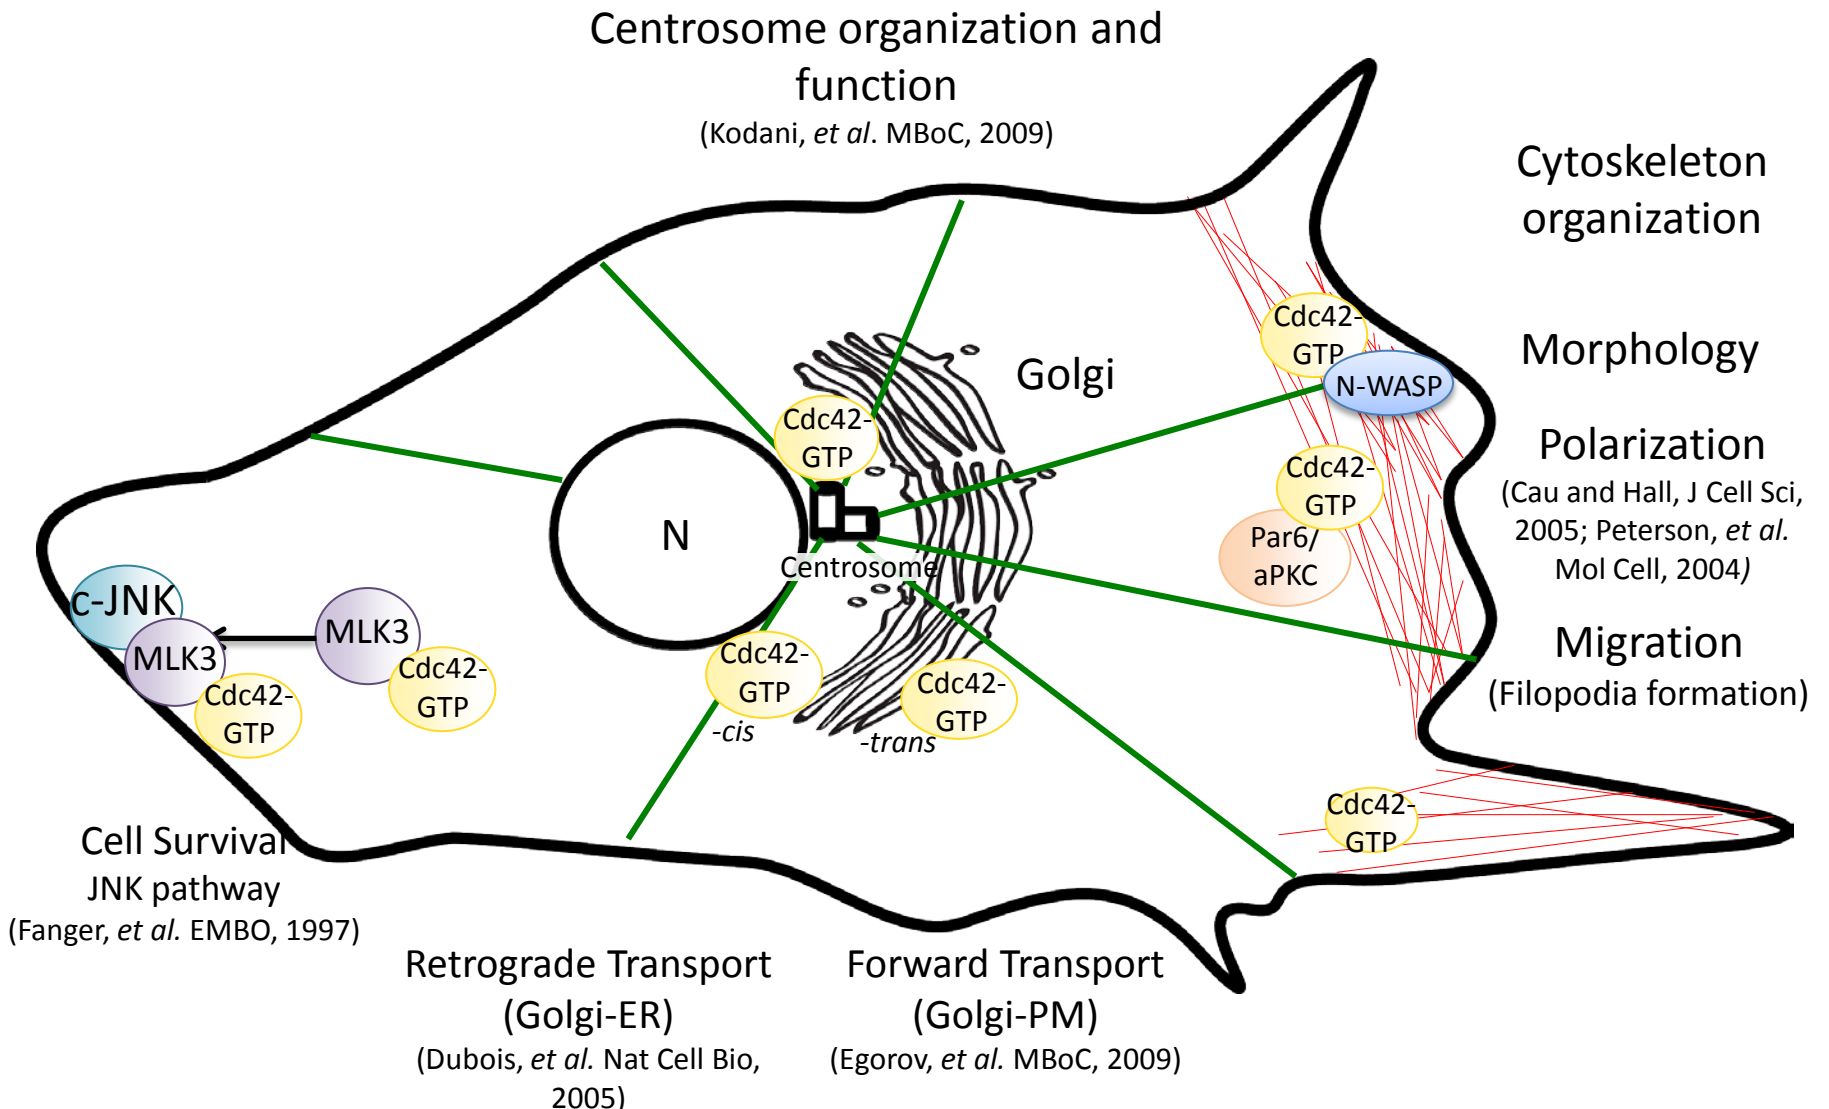 Centrosome organization and
function
(Kodani, et al. MBoC, 2009)
Cytoskeleton
organization
Morphology
Polarization
(Cau and Hall, J Cell Sci,
2005; Peterson, et al.
Mol Cell, 2004)
Migration
(Filopodia formation)
Golgi
Cdc42-
GTP
N-WASP
Cdc42-
GTP
Par6/
aPKC
Cdc42-
GTP
Cdc42-
GTP
N
Centrosome
Cdc42-
GTP
-cis
Cdc42-
GTP
-trans
c-JNK
MLK3
Cdc42-
GTP
MLK3
Cdc42-
GTP
Cell Survival
JNK pathway
(Fanger, et al. EMBO, 1997)
Retrograde Transport
(Golgi-ER)
(Dubois, et al. Nat Cell Bio,
2005)
Forward Transport
(Golgi-PM)
(Egorov, et al. MBoC, 2009)